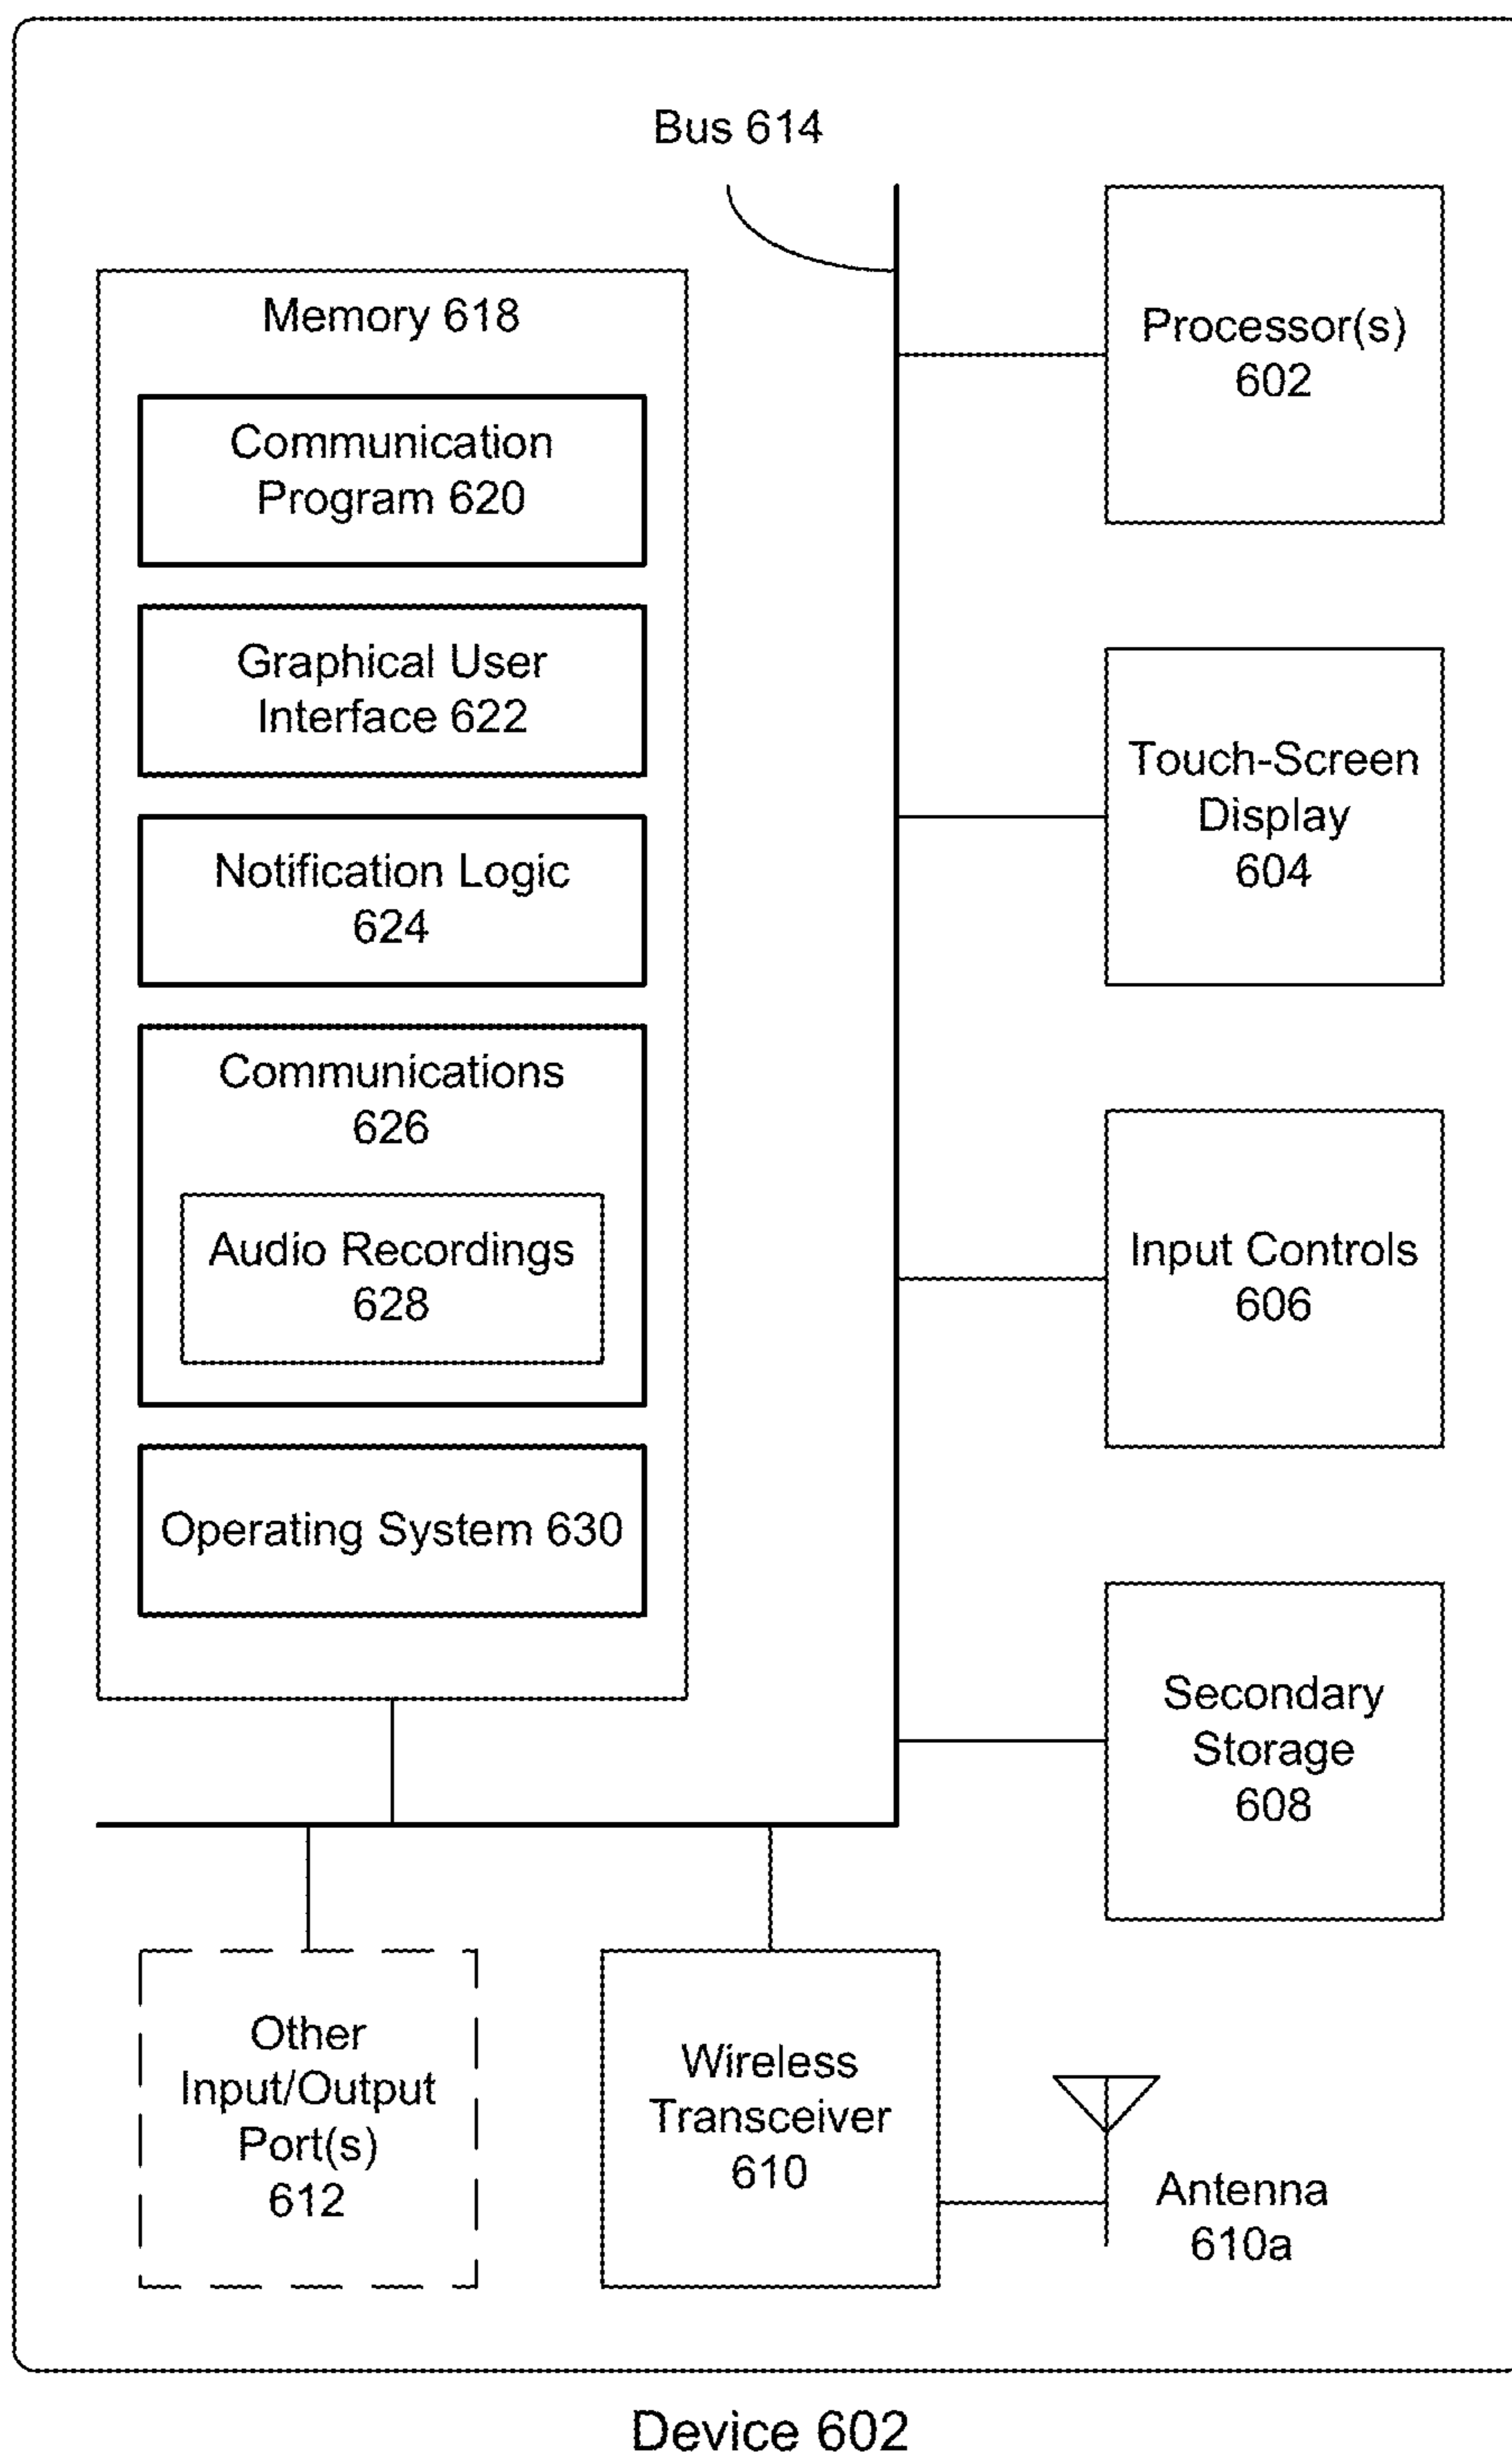 Bus 614
Memory 618
Communication
Program 620
Graphical User
Interface 622
Notification Logic
624
Communications
626
Audio Recordings
628
Operating System 630
Processor(s)
602
Touch-Screen
Display
604
Input Controls
606
Secondary
Storage
608
Other
Input/Output
Port(s)
612
Wireless
Transceiver
610
Antenna
610a
Device 602